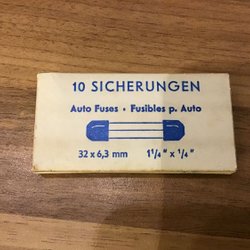 10 SICHERUNGEN
Auto Fuses · Fusibles p. Auto
32 x 6,3 mm 1¹/₄" x ¹/₄"